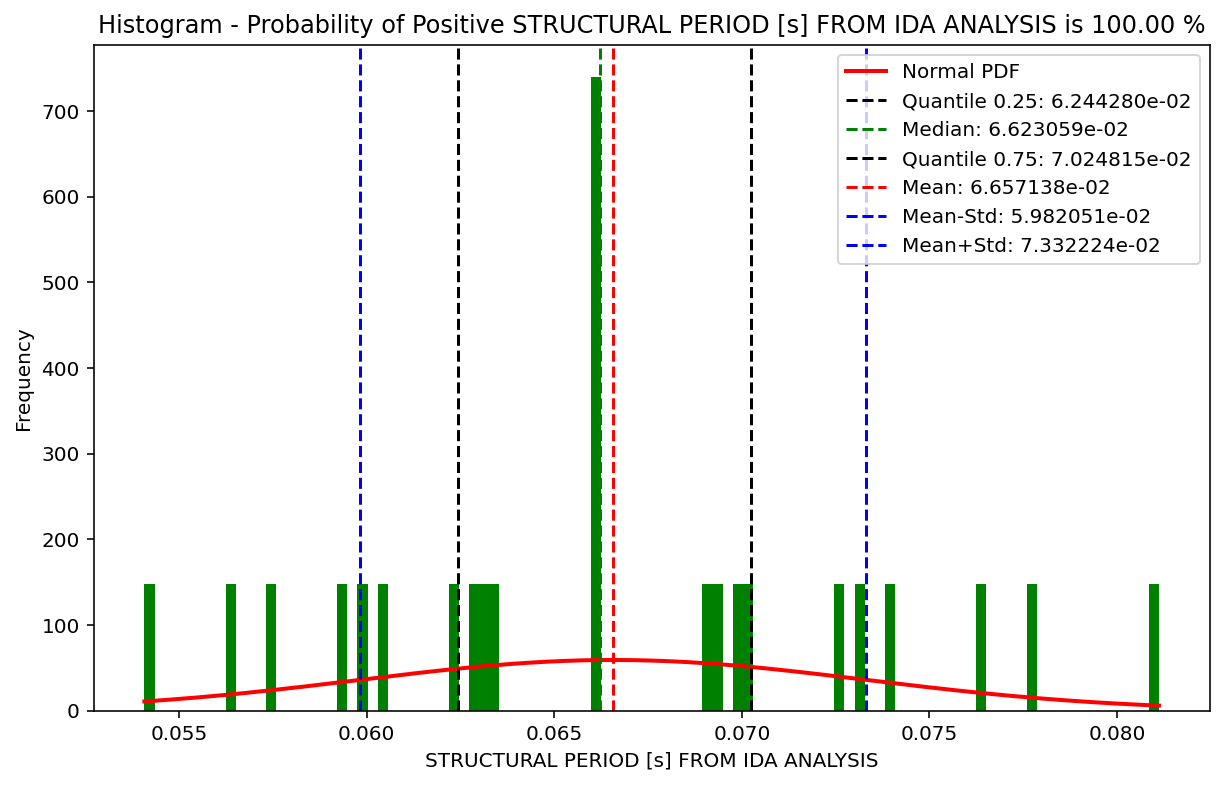 Histogram - Probability of Positive STRUCTURAL PERIOD [s] FROM IDA ANALYSIS is 100.00 %
Normal PDF
Quantile 0.25: 6.244280e-02
Median: 6.623059e-02
Quantile 0.75: 7.024815e-02
Mean: 6.657138e-02
Mean-Std: 5.982051e-02
Mean+Std: 7.332224e-02
Frequency
700
600
500
400
300
200
100
0
0.055 0.060 0.065 0.070 0.075 0.080
STRUCTURAL PERIOD [s] FROM IDA ANALYSIS